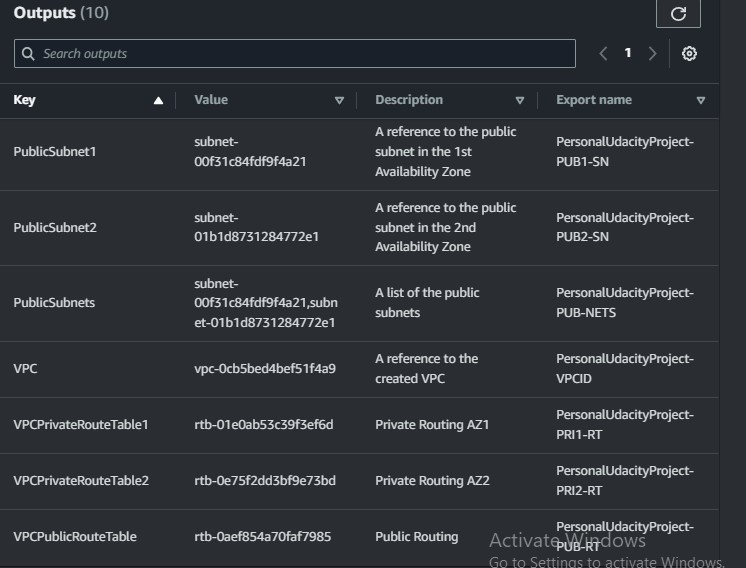 Outputs (10)
Search outputs
1
Key Value Description Export name
PublicSubnet1
subnet-
00f31c84fdf9f4a21
A reference to the public
subnet in the 1st
Availability Zone
PersonalUdacityProject-
PUB1-SN
PublicSubnet2
subnet-
01b1d8731284772e1
A reference to the public
subnet in the 2nd
Availability Zone
PersonalUdacityProject-
PUB2-SN
PublicSubnets
subnet-
00f31c84fdf9f4a21,subn
et-01b1d8731284772e1
A list of the public
subnets
PersonalUdacityProject-
PUB-NETS
VPC
vpc-0cb5bed4bef51f4a9
A reference to the
created VPC
PersonalUdacityProject-
VPCID
VPCPrivateRouteTable1
rtb-01e0ab53c39f3ef6d
Private Routing AZ1
PersonalUdacityProject-
PRI1-RT
VPCPrivateRouteTable2
rtb-0e75f2dd3bf9e73bd
Private Routing AZ2
PersonalUdacityProject-
PRI2-RT
VPCPublicRouteTable
rtb-0aef854a70faf7985
Public Routing
PersonalUdacityProject-
PUB-RT
Activate Windows
Go to Settings to activate Windows.